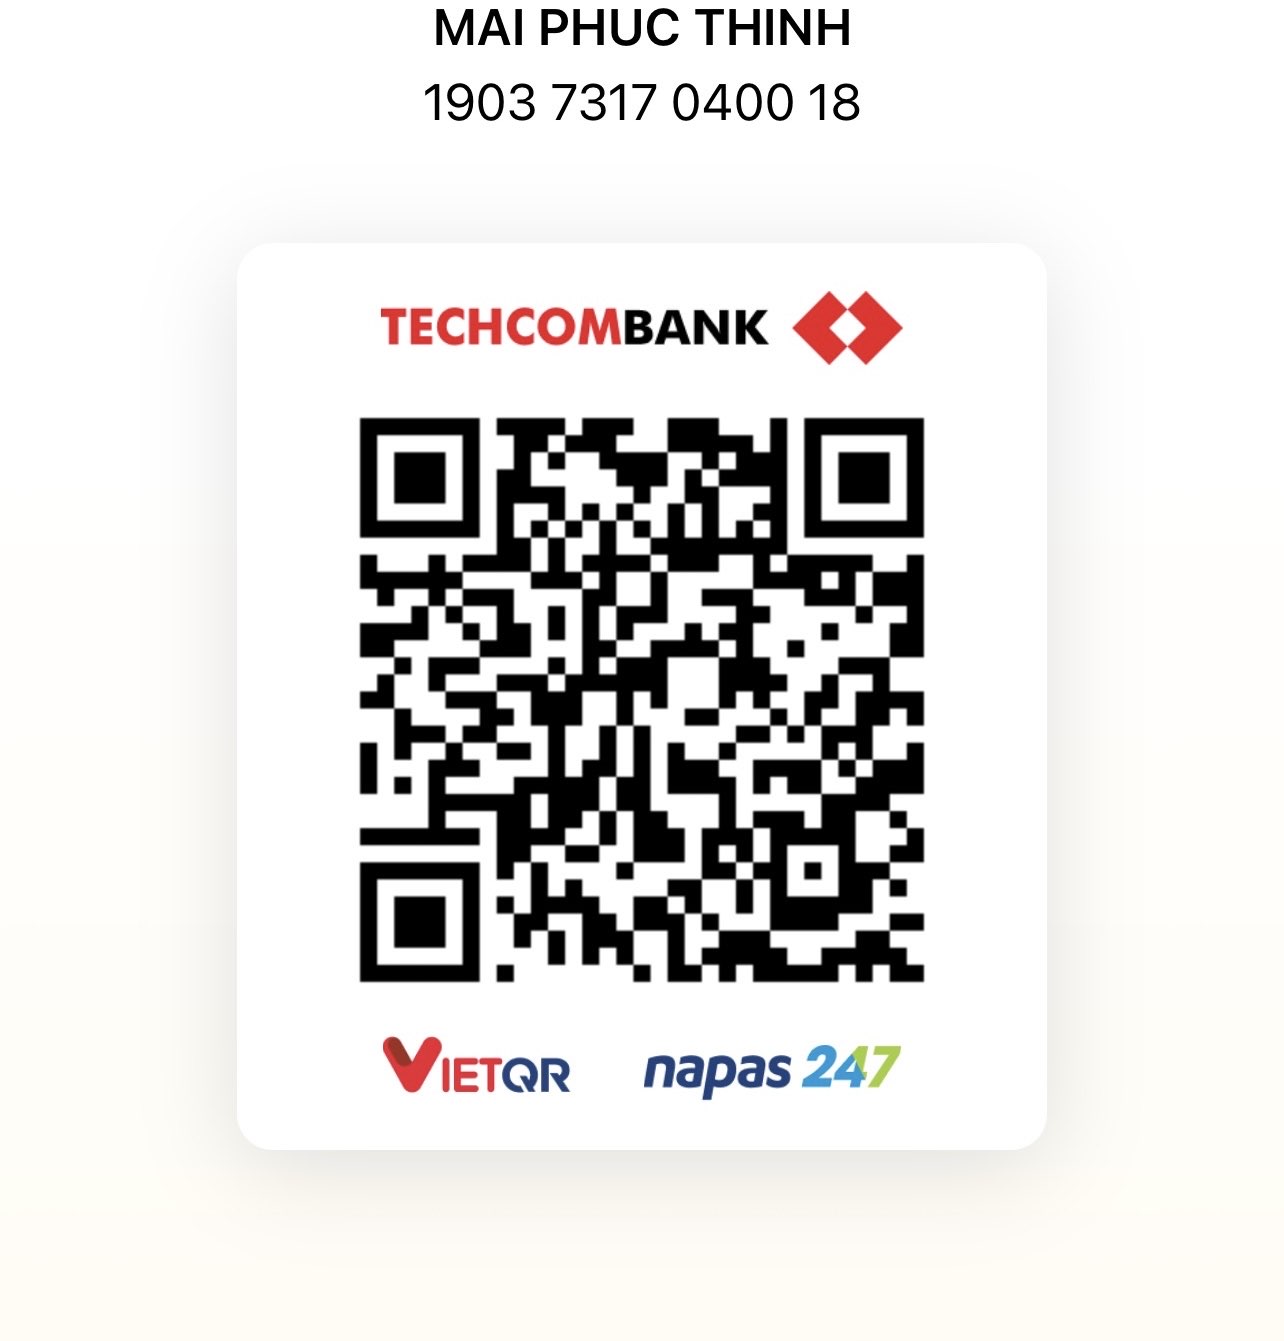 MAI PHUC THINH
1903 7317 0400 18
TECHCOMBANK
VIETQR
napas 247